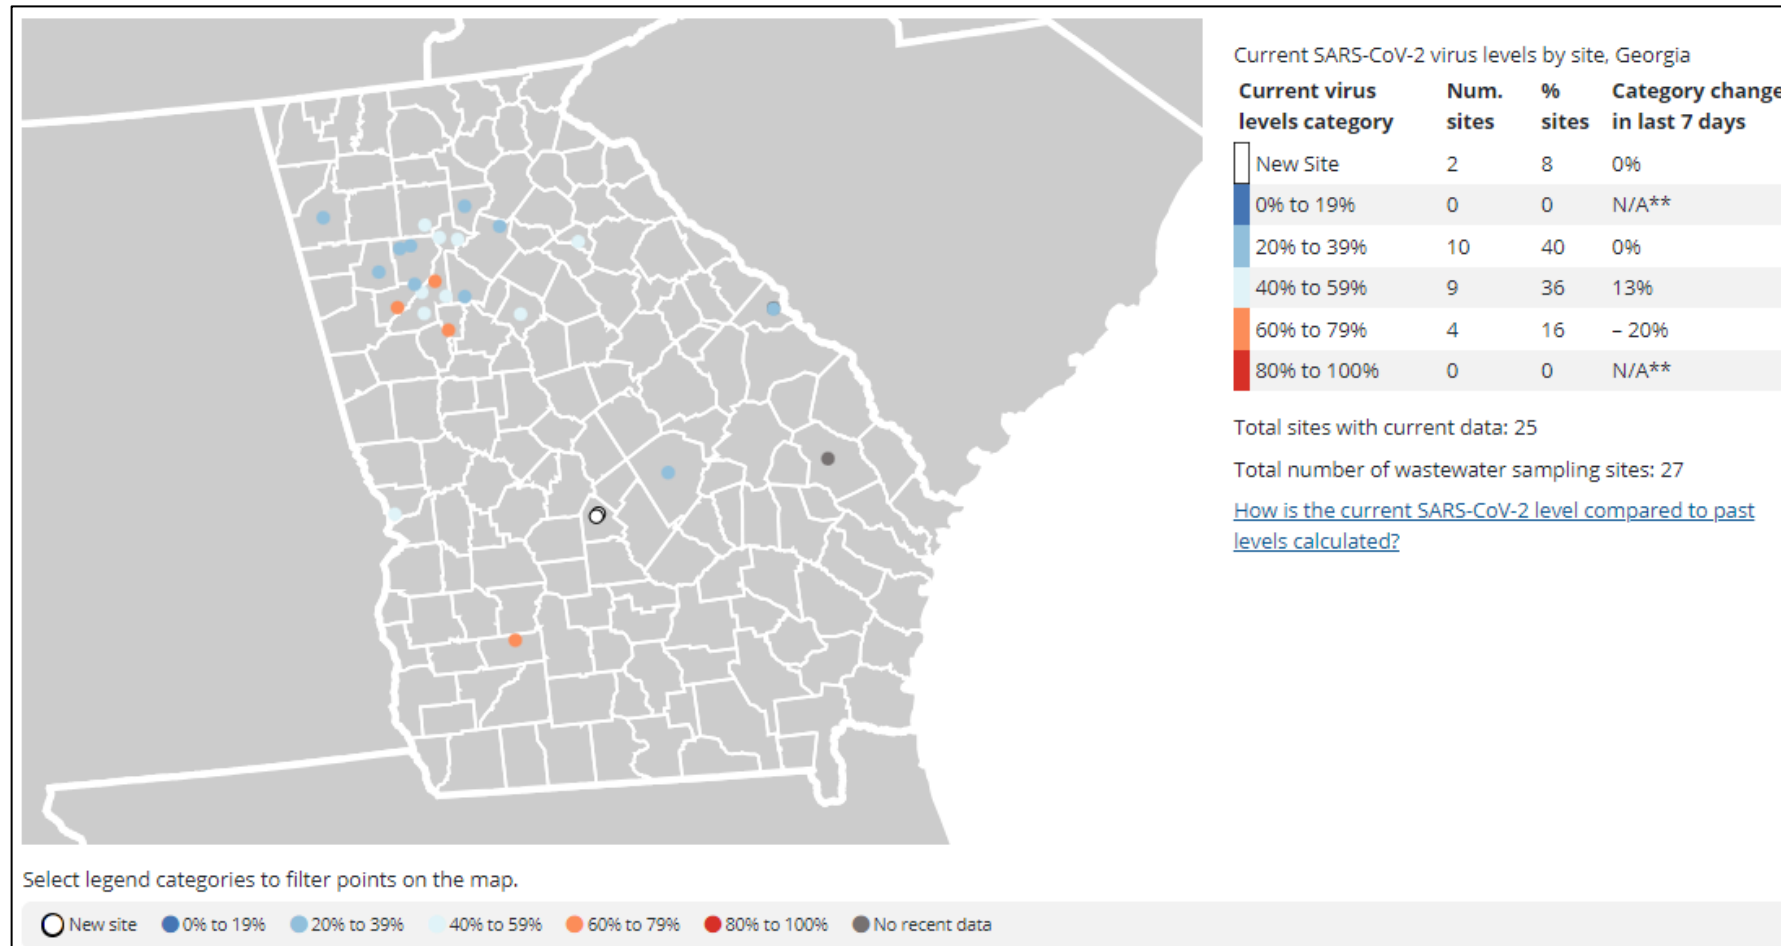 Current SARS-CoV-2 virus levels by site, Georgia
Current virus levels category Num. sites % sites Category change in last 7 days
New Site 2 8 0%
0% to 19% 0 0 N/A**
20% to 39% 10 40 0%
40% to 59% 9 36 13%
60% to 79% 4 16 – 20%
80% to 100% 0 0 N/A**
Total sites with current data: 25
Total number of wastewater sampling sites: 27
How is the current SARS-CoV-2 level compared to past
levels calculated?
Select legend categories to filter points on the map.
New site 0% to 19% 20% to 39% 40% to 59% 60% to 79% 80% to 100% No recent data